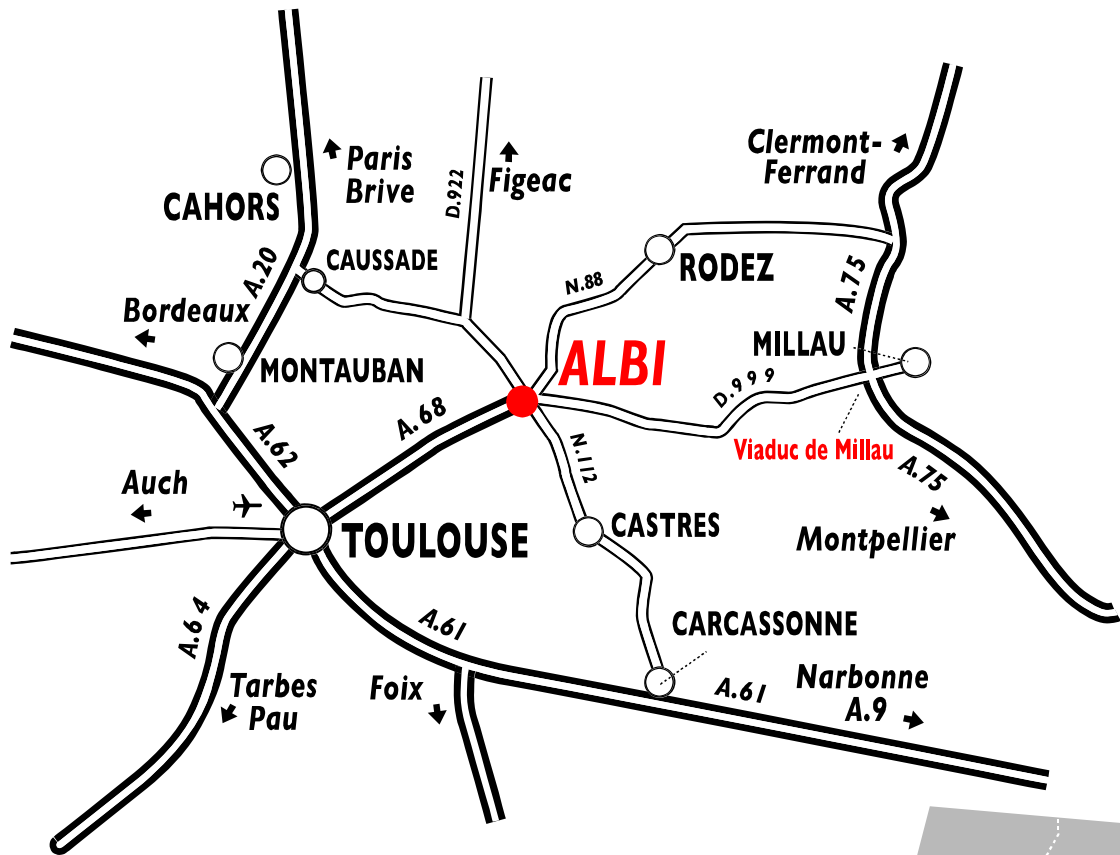 Clermont-
Ferrand
Paris
Brive
Figeac
D.922
CAHORS
CAUSSADE
A.20
RODEZ
N.88
A.75
Bordeaux
MONTAUBAN
ALBI
MILLAU
D.999
A.68
A.62
N.112
Viaduc de Millau
A.75
Auch
TOULOUSE
CASTRES
Montpellier
A.64
A.61
CARCASSONNE
Tarbes
Pau
Foix
A.61
Narbonne
A.9